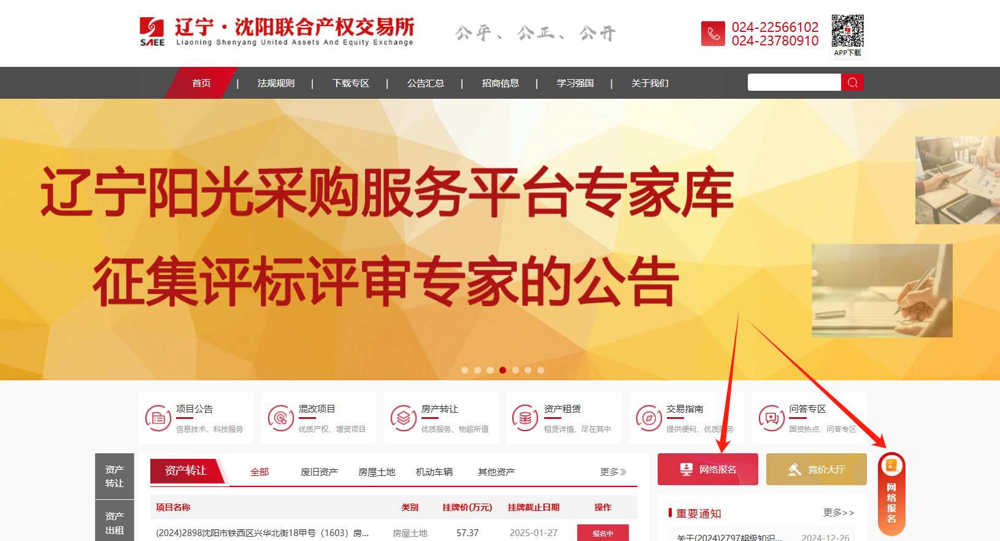 辽宁·沈阳联合产权交易所
SAEE
Liaoning Shenyang United Assets And Equity Exchange
公平、公正、公开
024-22566102
024-23780910
APP下载
首页 | 法规规则 | 下载专区 | 公告汇总 | 招商信息 | 学习强国 | 关于我们
辽宁阳光采购服务平台专家库
征集评标评审专家的公告
项目公告
信息技术、科技服务
混改项目
优质产权、增资项目
房产转让
优质服务、物超所值
资产租赁
租赁详情、尽在其中
交易指南
提供便利、优质服务
问答专区
国资热点、问答专区
资产
转让
资产
出租
资产转让 全部 废旧资产 房屋土地 机动车辆 其他资产 更多
项目名称 类别 挂牌价(万元) 挂牌截止日期 操作
(2024)2898沈阳市铁西区兴华北街18甲号（1603）房... 房屋土地 57.37 2025-01-27 报名中
网络报名
竞价大厅
重要通知 更多>>
关于(2024)2797超级知识... 2024-12-26
网
络
报
名